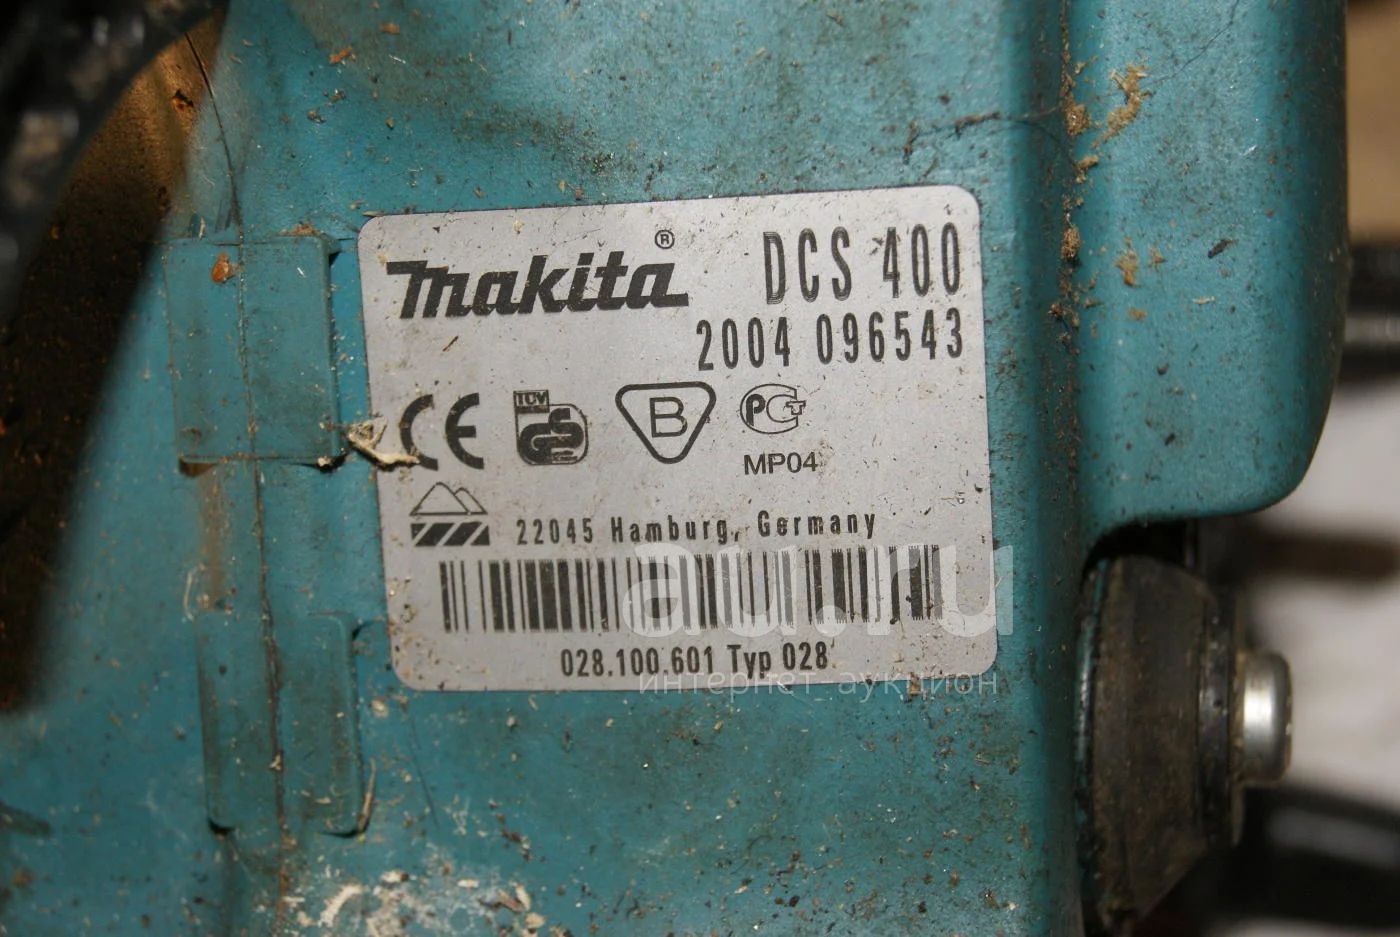 makita®
DCS 400
2004 096543
CE
TÜV
GS
B
PCT
MP04
22045 Hamburg, Germany
028.100.601 Typ 028
au.ru
интернет аукцион